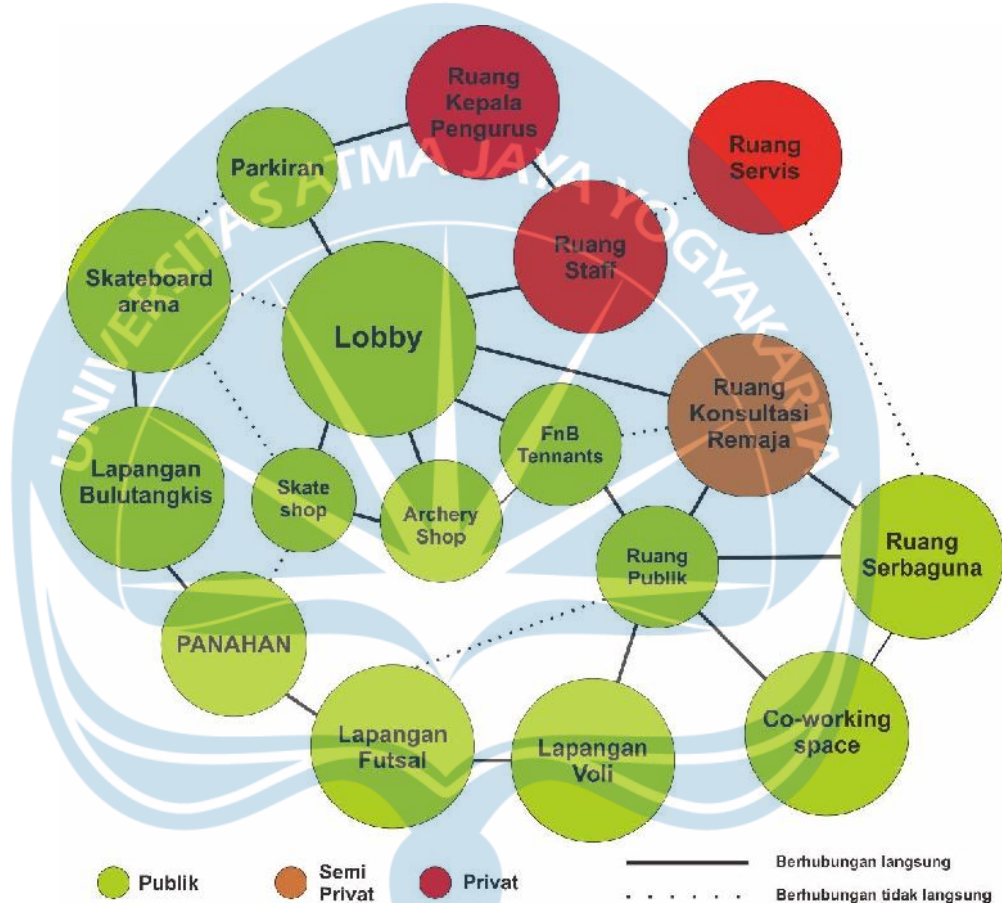 Ruang
Kepala
Pengurus
Ruang
Servis
Parkiran
Ruang
Staff
Skateboard
arena
Lobby
Ruang
Konsultasi
Remaja
FnB
Tennants
Lapangan
Bulutangkis
Skate
shop
Archery
Shop
Ruang
Publik
Ruang
Serbaguna
PANAHAN
Lapangan
Futsal
Lapangan
Voli
Co-working
space
Publik
Semi
Privat
Privat
Berhubungan langsung
Berhubungan tidak langsung
UNIVERSITAS ATMA JAYA YOGYAKARTA